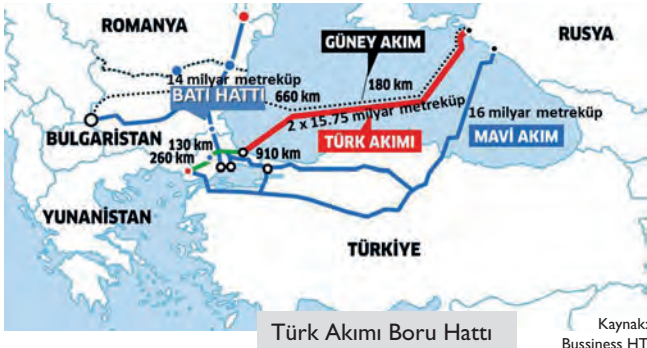 ROMANYA
RUSYA
GÜNEY AKIM
14 milyar metreküp
BATI HATTI
660 km
180 km
2 x 15.75 milyar metreküp
TÜRK AKIMI
16 milyar metreküp
MAVİ AKIM
BULGARİSTAN
130 km
260 km
910 km
YUNANİSTAN
TÜRKİYE
Türk Akımı Boru Hattı
Kaynak:
Bussiness HT